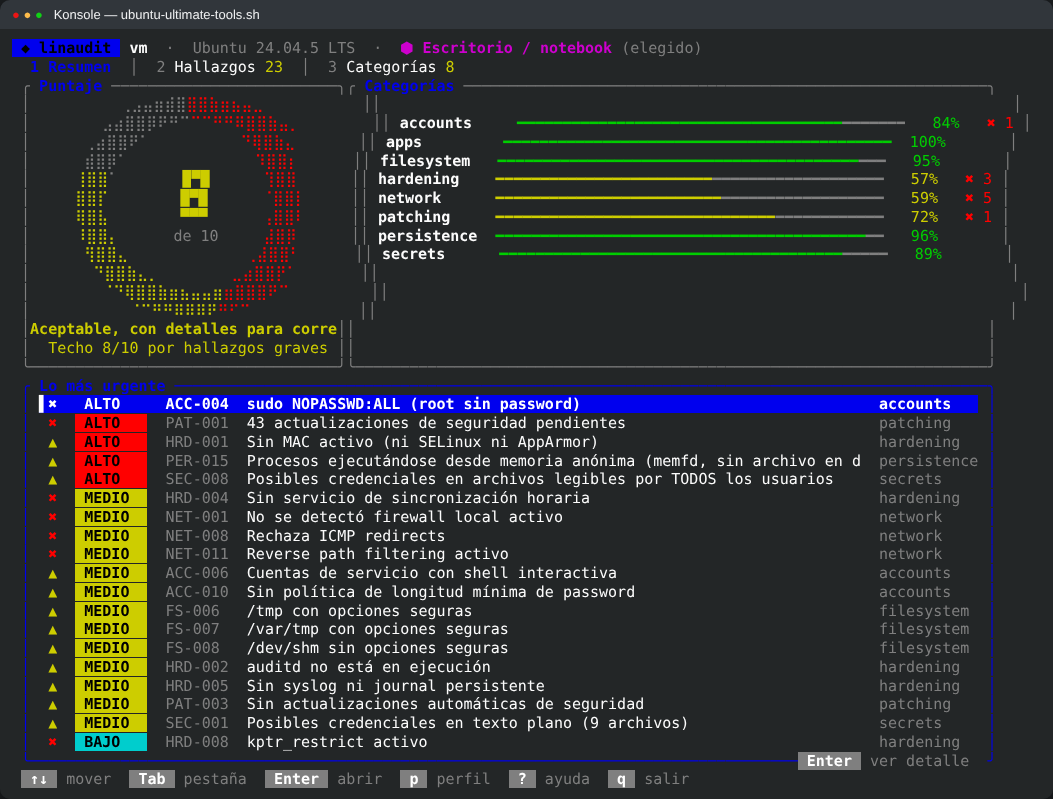 Konsole — ubuntu-ultimate-tools.sh
◆ linaudit vm · Ubuntu 24.04.5 LTS · ⬢ Escritorio / notebook (elegido)
1 Resumen │ 2 Hallazgos 23 │ 3 Categorías 8
Puntaje
Categorías
accounts 84% ✖ 1
apps 100%
filesystem 95%
hardening 57% ✖ 3
network 59% ✖ 5
patching 72% ✖ 1
persistence 96%
secrets 89%
8
de 10
Aceptable, con detalles para corre
Techo 8/10 por hallazgos graves
Lo más urgente
✖ ALTO ACC-004 sudo NOPASSWD:ALL (root sin password) accounts
✖ ALTO PAT-001 43 actualizaciones de seguridad pendientes patching
▲ ALTO HRD-001 Sin MAC activo (ni SELinux ni AppArmor) hardening
▲ ALTO PER-015 Procesos ejecutándose desde memoria anónima (memfd, sin archivo en d persistence
▲ ALTO SEC-008 Posibles credenciales en archivos legibles por TODOS los usuarios secrets
✖ MEDIO HRD-004 Sin servicio de sincronización horaria hardening
✖ MEDIO NET-001 No se detectó firewall local activo network
✖ MEDIO NET-008 Rechaza ICMP redirects network
✖ MEDIO NET-011 Reverse path filtering activo network
▲ MEDIO ACC-006 Cuentas de servicio con shell interactiva accounts
▲ MEDIO ACC-010 Sin política de longitud mínima de password accounts
▲ MEDIO FS-006 /tmp con opciones seguras filesystem
▲ MEDIO FS-007 /var/tmp con opciones seguras filesystem
▲ MEDIO FS-008 /dev/shm sin opciones seguras filesystem
▲ MEDIO HRD-002 auditd no está en ejecución hardening
▲ MEDIO HRD-005 Sin syslog ni journal persistente hardening
▲ MEDIO PAT-003 Sin actualizaciones automáticas de seguridad patching
▲ MEDIO SEC-001 Posibles credenciales en texto plano (9 archivos) secrets
✖ BAJO HRD-008 kptr_restrict activo hardening
Enter ver detalle
↑↓ mover Tab pestaña Enter abrir p perfil ? ayuda q salir